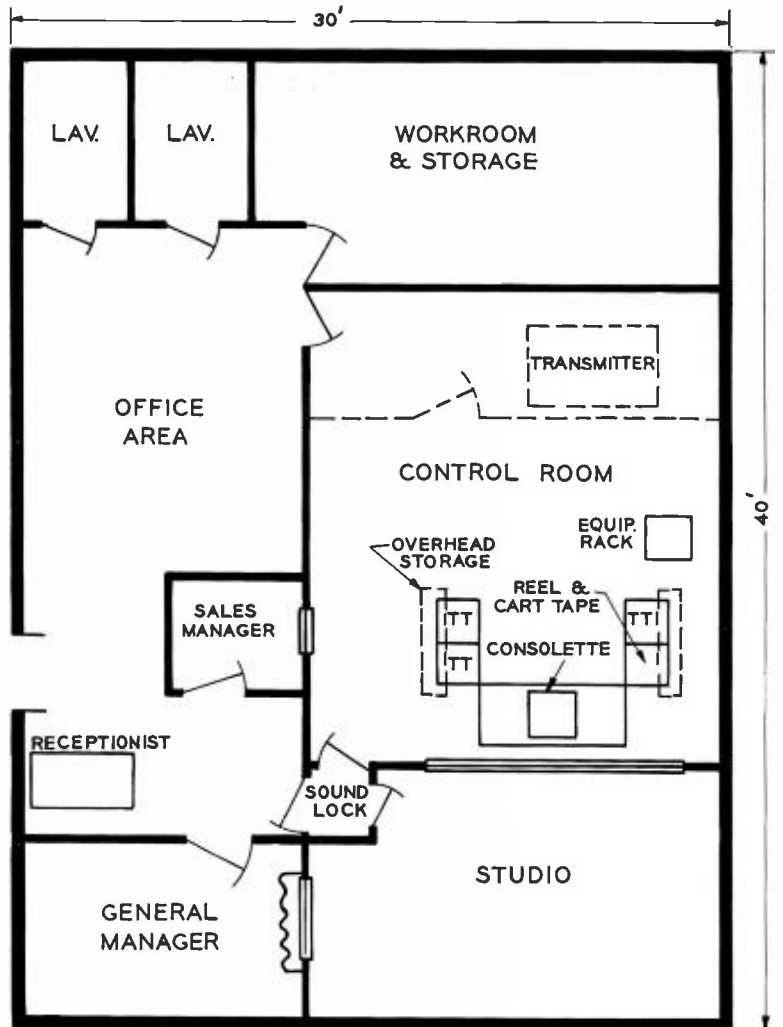 30'
LAV.
LAV.
WORKROOM
& STORAGE
TRANSMITTER
OFFICE
AREA
CONTROL ROOM
40'
EQUIP.
RACK
OVERHEAD
STORAGE
REEL &
CART TAPE
SALES
MANAGER
TT
TT
TT
CONSOLETTE
RECEPTIONIST
SOUND
LOCK
STUDIO
GENERAL
MANAGER